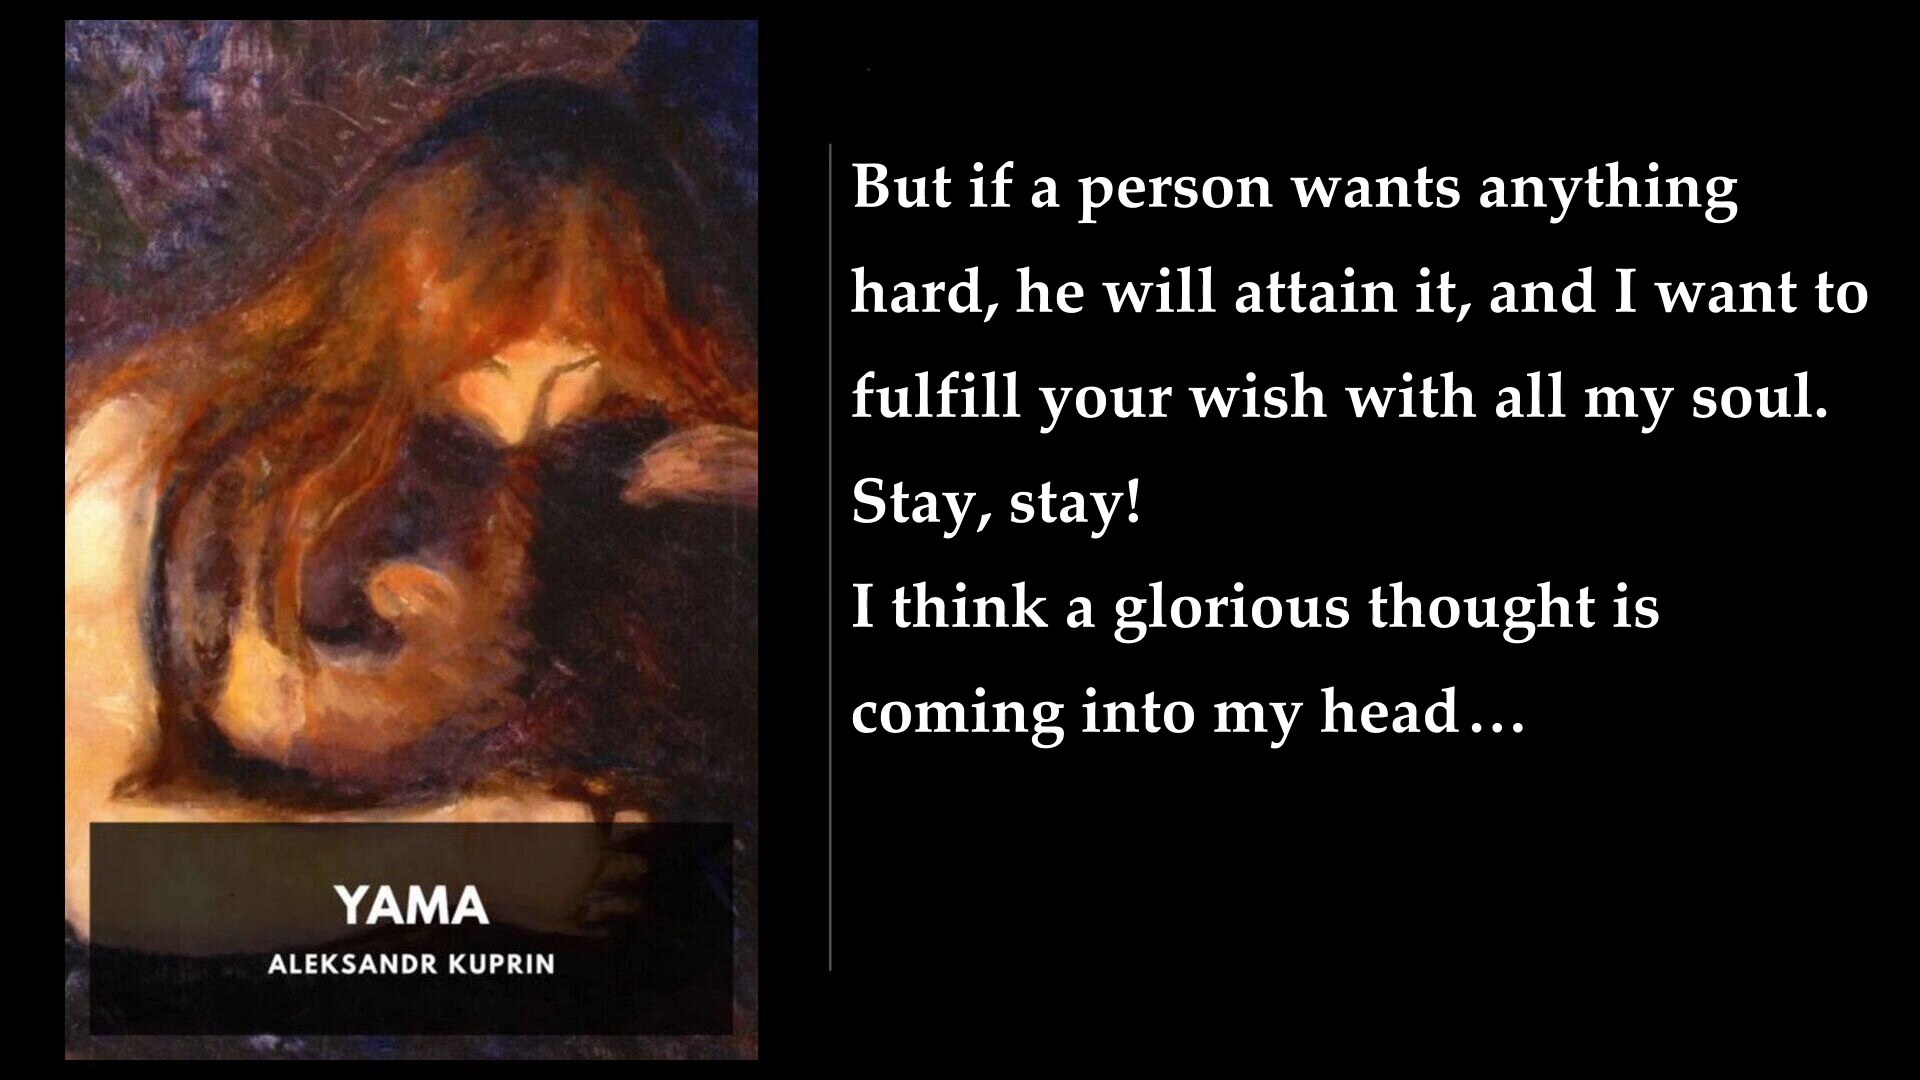 YAMA
ALEKSANDR KUPRIN
But if a person wants anything
hard, he will attain it, and I want to
fulfill your wish with all my soul.
Stay, stay!
I think a glorious thought is
coming into my head…